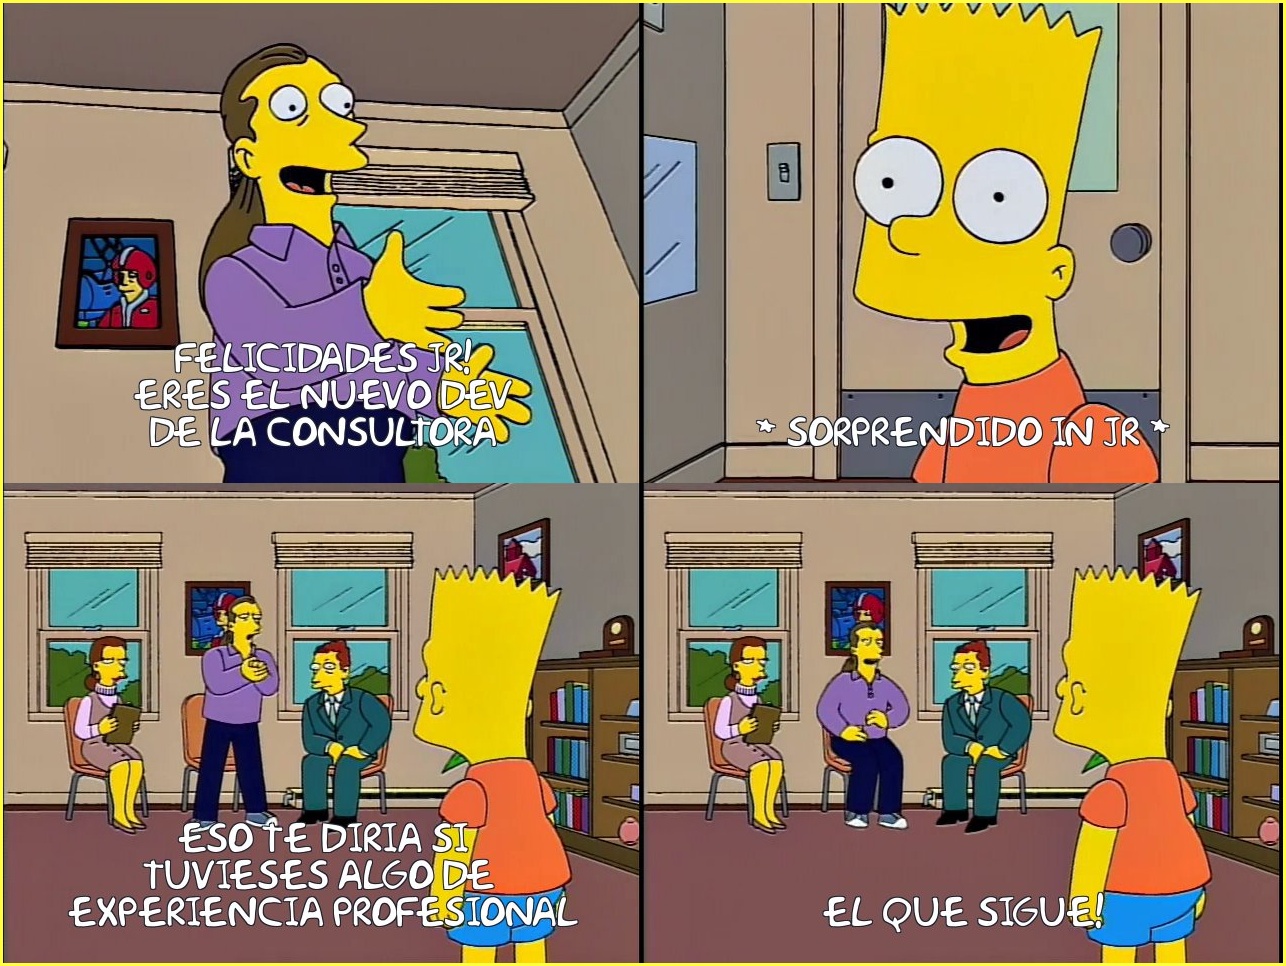 FELICIDADES JR!
ERES EL NUEVO DEV
DE LA CONSULTORA
* SORPRENDIDO IN JR *
ESO TE DIRIA SI
TUVIESES ALGO DE
EXPERIENCIA PROFESIONAL
EL QUE SIGUE!